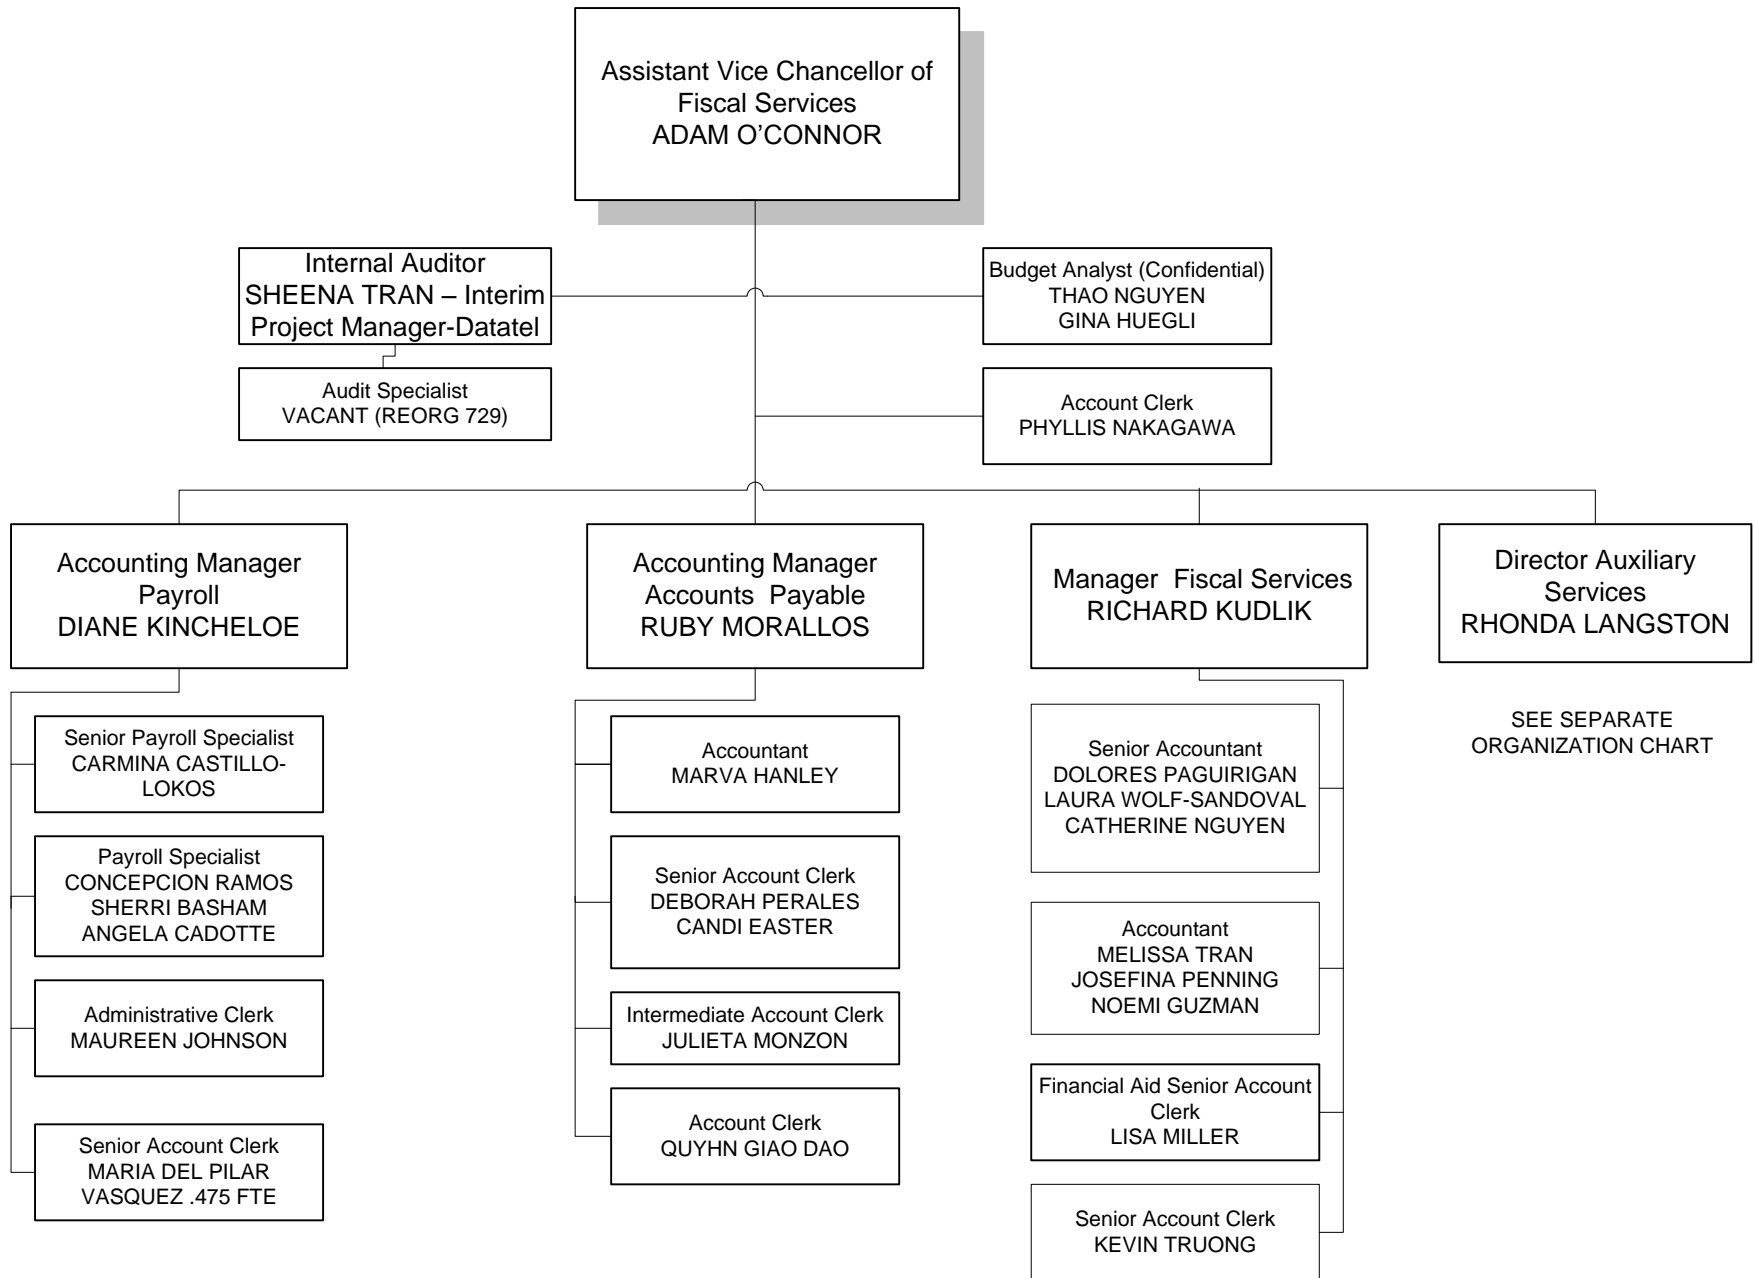 Assistant Vice Chancellor of
Fiscal Services
ADAM O’CONNOR
Internal Auditor
SHEENA TRAN – Interim
Project Manager-Datatel
Budget Analyst (Confidential)
THAO NGUYEN
GINA HUEGLI
Audit Specialist
VACANT (REORG 729)
Account Clerk
PHYLLIS NAKAGAWA
Accounting Manager
Payroll
DIANE KINCHELOE
Accounting Manager
Accounts Payable
RUBY MORALLOS
Manager Fiscal Services
RICHARD KUDLIK
Director Auxiliary
Services
RHONDA LANGSTON
Senior Payroll Specialist
CARMINA CASTILLO-
LOKOS
Payroll Specialist
CONCEPCION RAMOS
SHERRI BASHAM
ANGELA CADOTTE
Administrative Clerk
MAUREEN JOHNSON
Senior Account Clerk
MARIA DEL PILAR
VASQUEZ .475 FTE
Accountant
MARVA HANLEY
Senior Account Clerk
DEBORAH PERALES
CANDI EASTER
Intermediate Account Clerk
JULIETA MONZON
Account Clerk
QUYHN GIAO DAO
Senior Accountant
DOLORES PAGUIRIGAN
LAURA WOLF-SANDOVAL
CATHERINE NGUYEN
Accountant
MELISSA TRAN
JOSEFINA PENNING
NOEMI GUZMAN
Financial Aid Senior Account
Clerk
LISA MILLER
Senior Account Clerk
KEVIN TRUONG
SEE SEPARATE
ORGANIZATION CHART